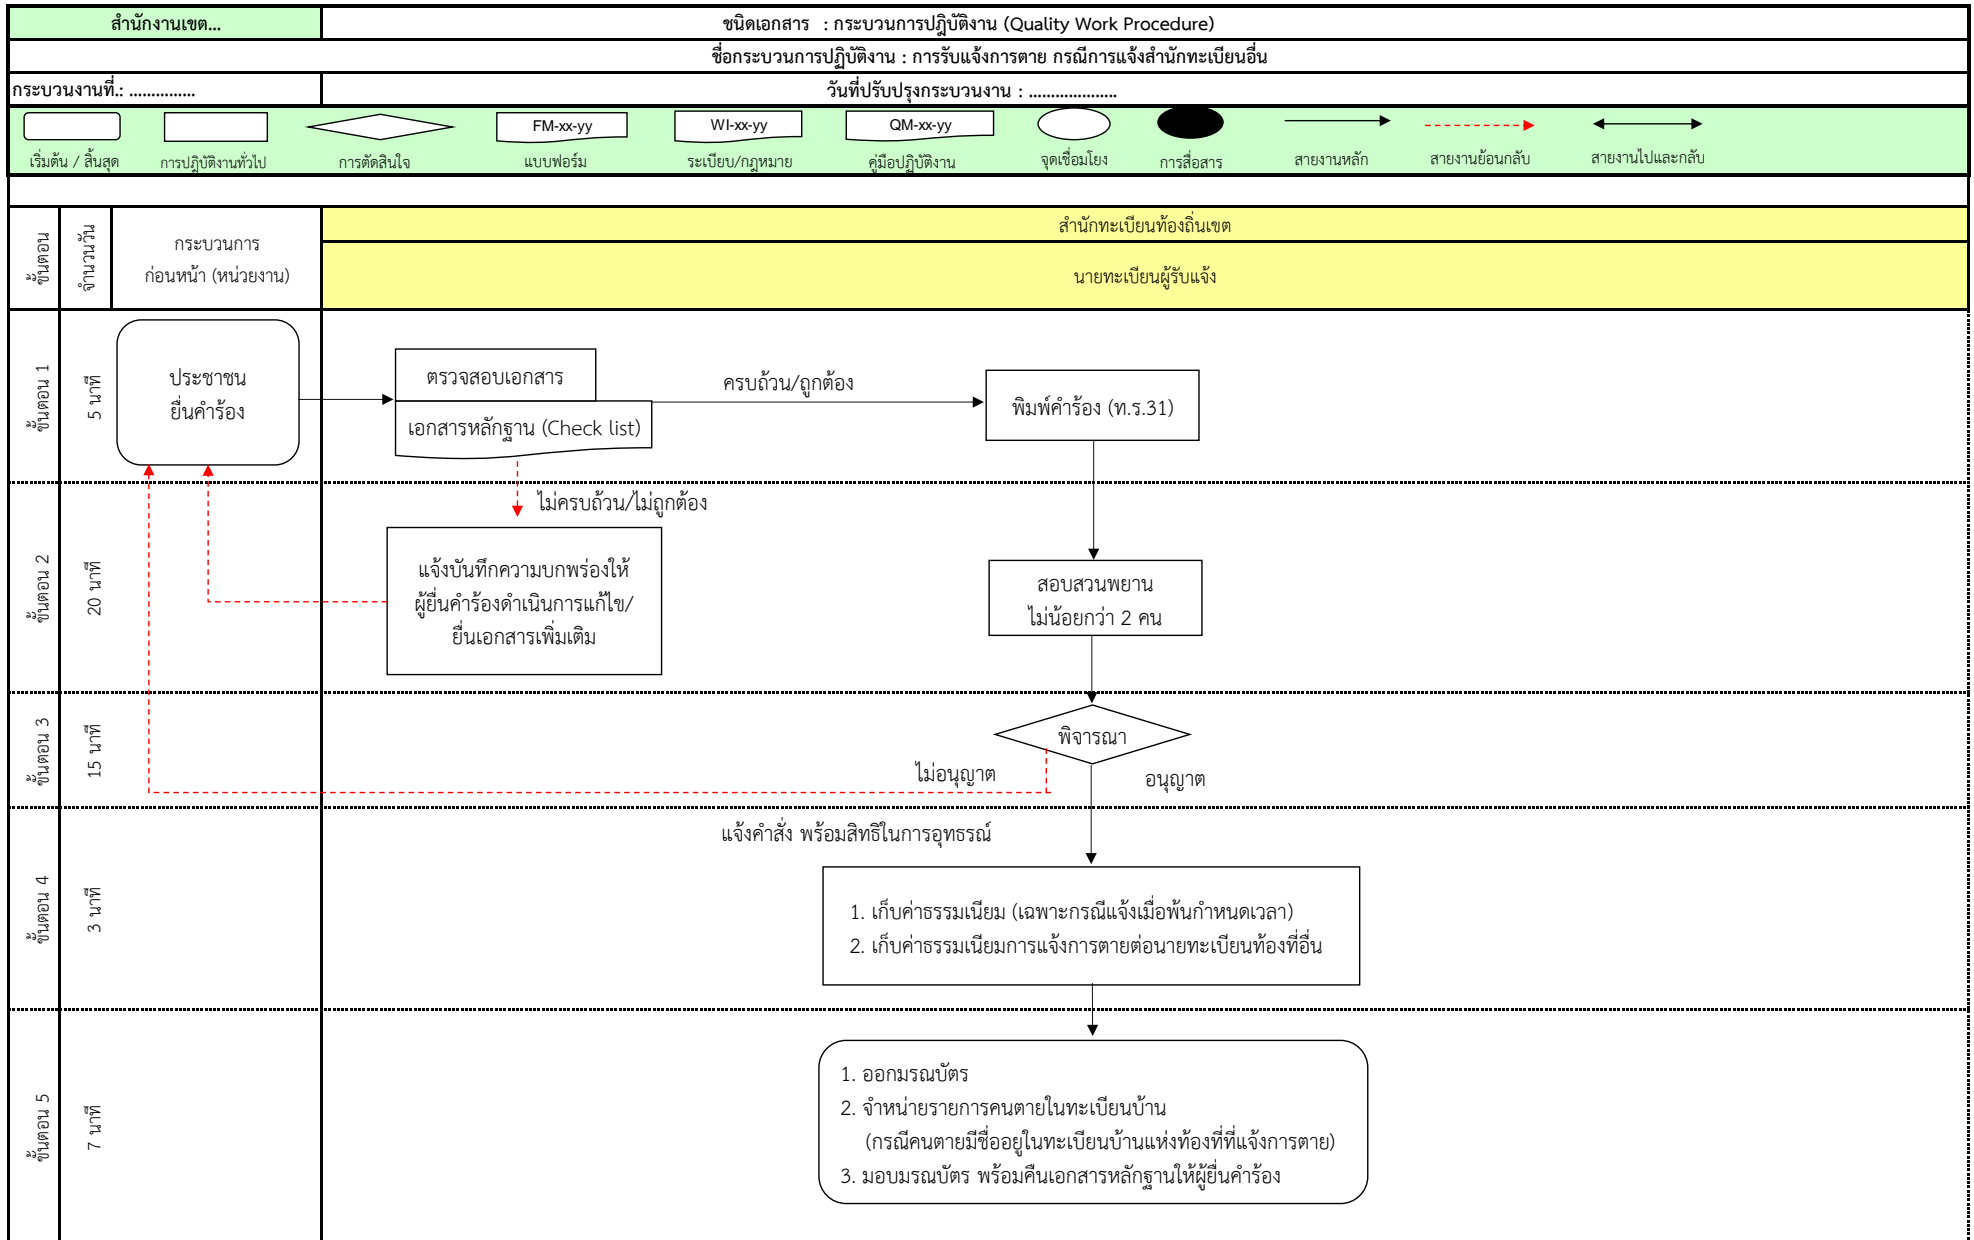 สำนักงานเขต...
ชนิดเอกสาร : กระบวนการปฏิบัติงาน (Quality Work Procedure)
ชื่อกระบวนการปฏิบัติงาน : การรับแจ้งการตาย กรณีการแจ้งสำนักทะเบียนอื่น
กระบวนงานที่.: ...............
วันที่ปรับปรุงกระบวนงาน : ....................
FM-xx-yy
WI-xx-yy
QM-xx-yy
เริ่มต้น / สิ้นสุด
การปฏิบัติงานทั่วไป
การตัดสินใจ
แบบฟอร์ม
ระเบียบ/กฎหมาย
คู่มือปฏิบัติงาน
จุดเชื่อมโยง
การสื่อสาร
สายงานหลัก
สายงานย้อนกลับ
สายงานไปและกลับ
ขั้นตอน
จำนวนวัน
กระบวนการ
ก่อนหน้า (หน่วยงาน)
สำนักทะเบียนท้องถิ่นเขต
นายทะเบียนผู้รับแจ้ง
ขั้นตอน 1
5 นาที
ประชาชน
ยื่นคำร้อง
ตรวจสอบเอกสาร
เอกสารหลักฐาน (Check list)
ครบถ้วน/ถูกต้อง
พิมพ์คำร้อง (ท.ร.31)
ขั้นตอน 2
20 นาที
ไม่ครบถ้วน/ไม่ถูกต้อง
แจ้งบันทึกความบกพร่องให้
ผู้ยื่นคำร้องดำเนินการแก้ไข/
ยื่นเอกสารเพิ่มเติม
สอบสวนพยาน
ไม่น้อยกว่า 2 คน
ขั้นตอน 3
15 นาที
พิจารณา
ไม่อนุญาต
อนุญาต
ขั้นตอน 4
3 นาที
แจ้งคำสั่ง พร้อมสิทธิในการอุทธรณ์
1. เก็บค่าธรรมเนียม (เฉพาะกรณีแจ้งเมื่อพ้นกำหนดเวลา)
2. เก็บค่าธรรมเนียมการแจ้งการตายต่อนายทะเบียนท้องที่อื่น
ขั้นตอน 5
7 นาที
1. ออกมรณบัตร
2. จำหน่ายรายการคนตายในทะเบียนบ้าน
(กรณีคนตายมีชื่ออยู่ในทะเบียนบ้านแห่งท้องที่ที่แจ้งการตาย)
3. มอบมรณบัตร พร้อมคืนเอกสารหลักฐานให้ผู้ยื่นคำร้อง